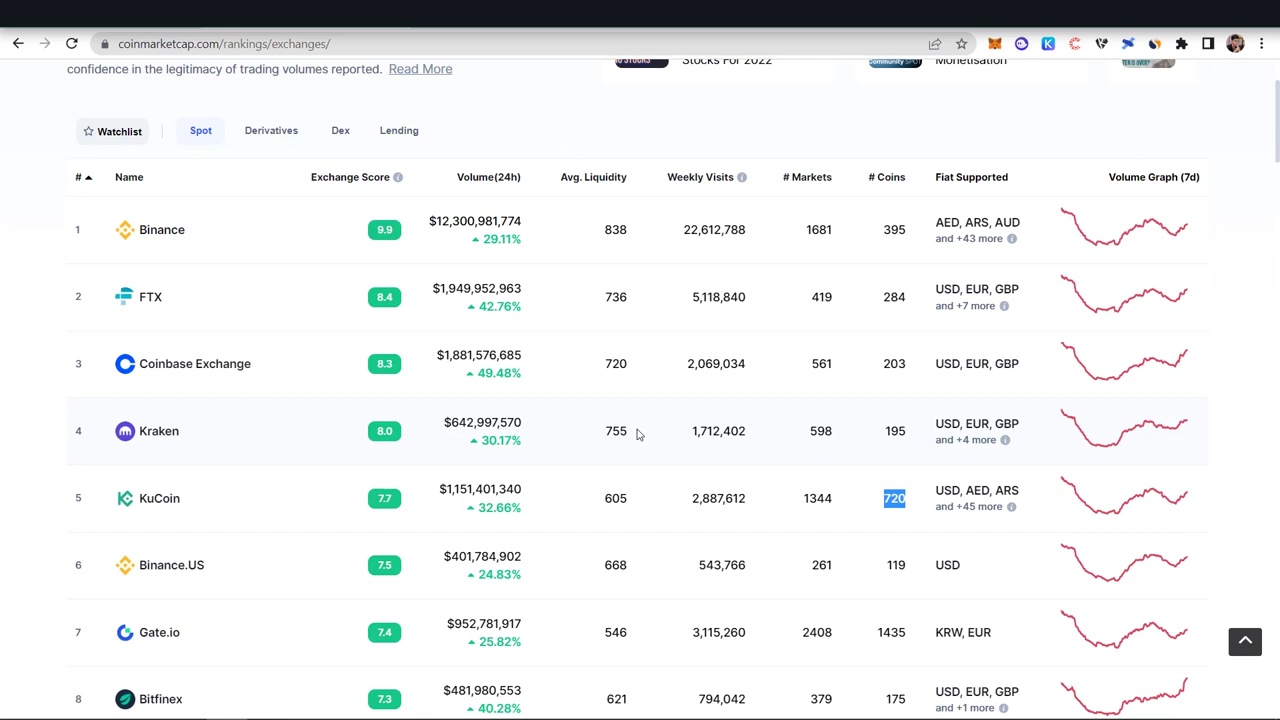 coinmarketcap.com/rankings/exchanges/
confidence in the legitimacy of trading volumes reported. Read More
Stocks For 2022
Monetisation
Watchlist Spot Derivatives Dex Lending
# Name Exchange Score Volume(24h) Avg. Liquidity Weekly Visits # Markets # Coins Fiat Supported Volume Graph (7d)
1 Binance 9.9 $12,300,981,774 838 22,612,788 1681 395 AED, ARS, AUD
29.11% and +43 more
2 FTX 8.4 $1,949,952,963 736 5,118,840 419 284 USD, EUR, GBP
42.76% and +7 more
3 Coinbase Exchange 8.3 $1,881,576,685 720 2,069,034 561 203 USD, EUR, GBP
49.48%
4 Kraken 8.0 $642,997,570 755 1,712,402 598 195 USD, EUR, GBP
30.17% and +4 more
5 KuCoin 7.7 $1,151,401,340 605 2,887,612 1344 720 USD, AED, ARS
32.66% and +45 more
6 Binance.US 7.5 $401,784,902 668 543,766 261 119 USD
24.83%
7 Gate.io 7.4 $952,781,917 546 3,115,260 2408 1435 KRW, EUR
25.82%
8 Bitfinex 7.3 $481,980,553 621 794,042 379 175 USD, EUR, GBP
40.28% and +1 more